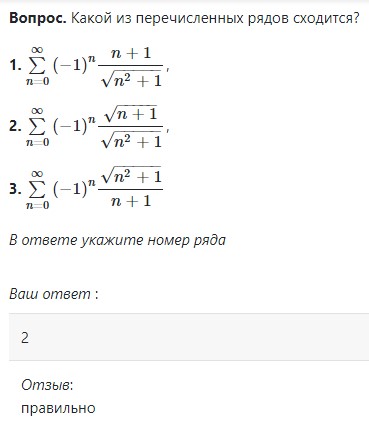 Вопрос. Какой из перечисленных рядов сходится?
1. $\sum_{n=0}^{\infty} (-1)^n \frac{n+1}{\sqrt{n^2+1}}$,
2. $\sum_{n=0}^{\infty} (-1)^n \frac{\sqrt{n+1}}{\sqrt{n^2+1}}$,
3. $\sum_{n=0}^{\infty} (-1)^n \frac{\sqrt{n^2+1}}{n+1}$
В ответе укажите номер ряда
Ваш ответ :
2
Отзыв:
правильно